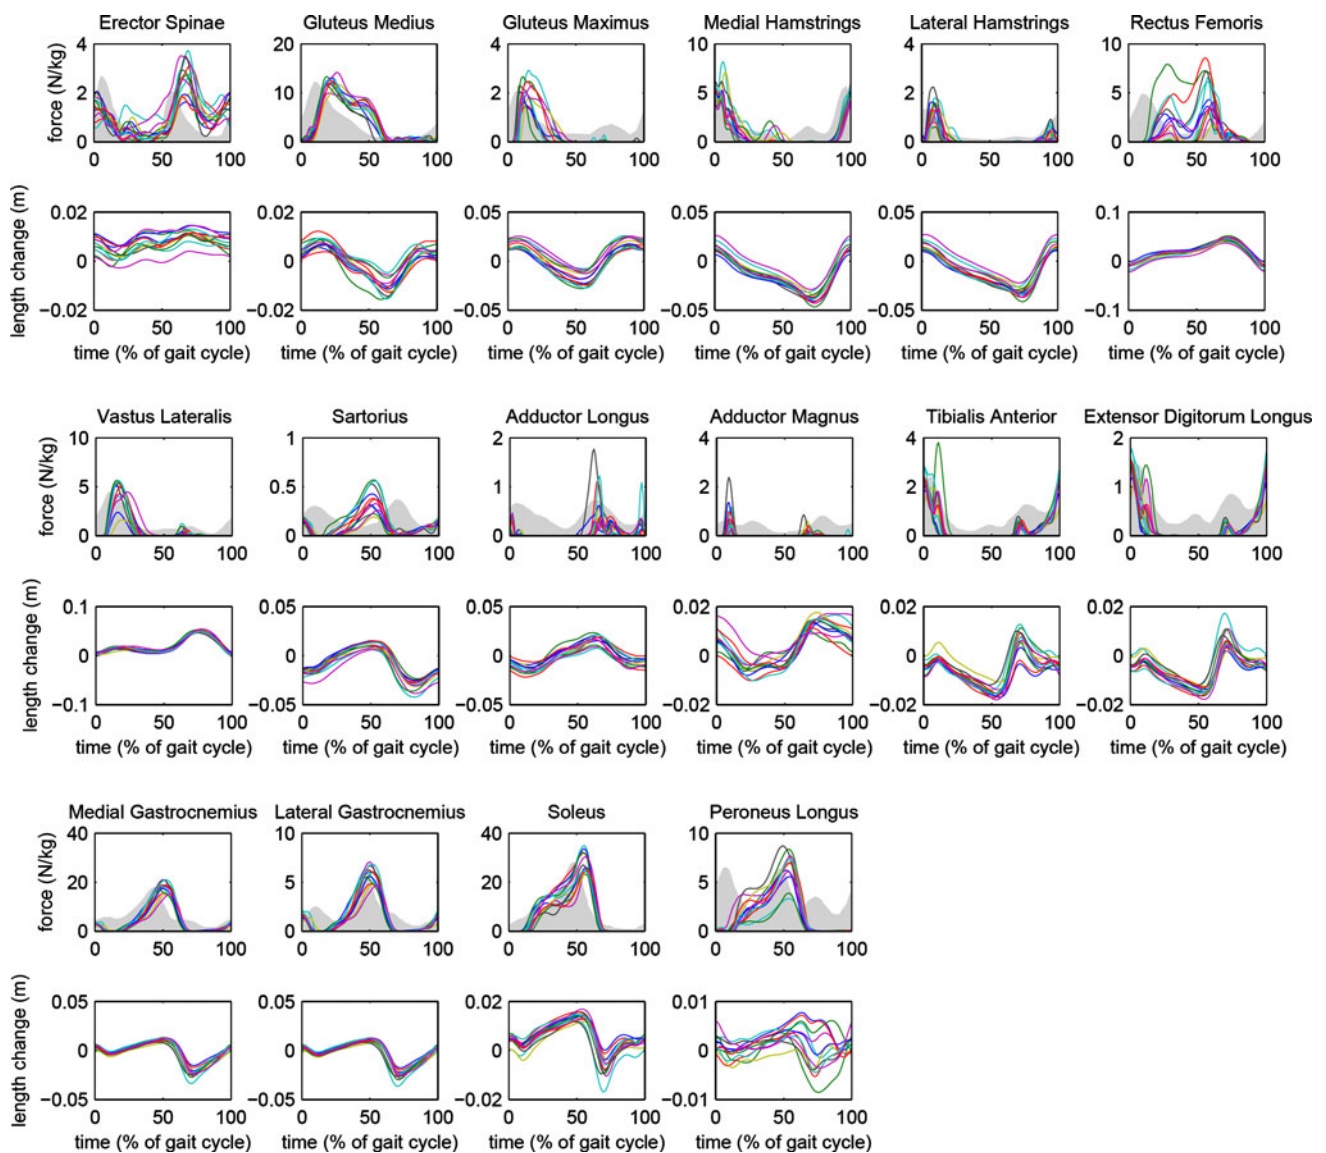 Erector Spinae Gluteus Medius Gluteus Maximus Medial Hamstrings Lateral Hamstrings Rectus Femoris
force (N/kg)
4 20 4 10 4 10
2 10 2 5 2 5
0 0 0 0 0 0
0 50 100 0 50 100 0 50 100 0 50 100 0 50 100 0 50 100
length change (m)
0.02 0.02 0.05 0.05 0.05 0.1
0 0 0 0 0 0
−0.02 −0.02 −0.05 −0.05 −0.05 −0.1
0 50 100 0 50 100 0 50 100 0 50 100 0 50 100 0 50 100
time (% of gait cycle) time (% of gait cycle) time (% of gait cycle) time (% of gait cycle) time (% of gait cycle) time (% of gait cycle)
Vastus Lateralis Sartorius Adductor Longus Adductor Magnus Tibialis Anterior Extensor Digitorum Longus
force (N/kg)
10 1 2 4 4 2
5 0.5 1 2 2 1
0 0 0 0 0 0
0 50 100 0 50 100 0 50 100 0 50 100 0 50 100 0 50 100
length change (m)
0.1 0.05 0.05 0.02 0.02 0.02
0 0 0 0 0 0
−0.1 −0.05 −0.05 −0.02 −0.02 −0.02
0 50 100 0 50 100 0 50 100 0 50 100 0 50 100 0 50 100
time (% of gait cycle) time (% of gait cycle) time (% of gait cycle) time (% of gait cycle) time (% of gait cycle) time (% of gait cycle)
Medial Gastrocnemius Lateral Gastrocnemius Soleus Peroneus Longus
force (N/kg)
40 10 40 10
20 5 20 5
0 0 0 0
0 50 100 0 50 100 0 50 100 0 50 100
length change (m)
0.05 0.05 0.02 0.01
0 0 0 0
−0.05 −0.05 −0.02 −0.01
0 50 100 0 50 100 0 50 100 0 50 100
time (% of gait cycle) time (% of gait cycle) time (% of gait cycle) time (% of gait cycle)